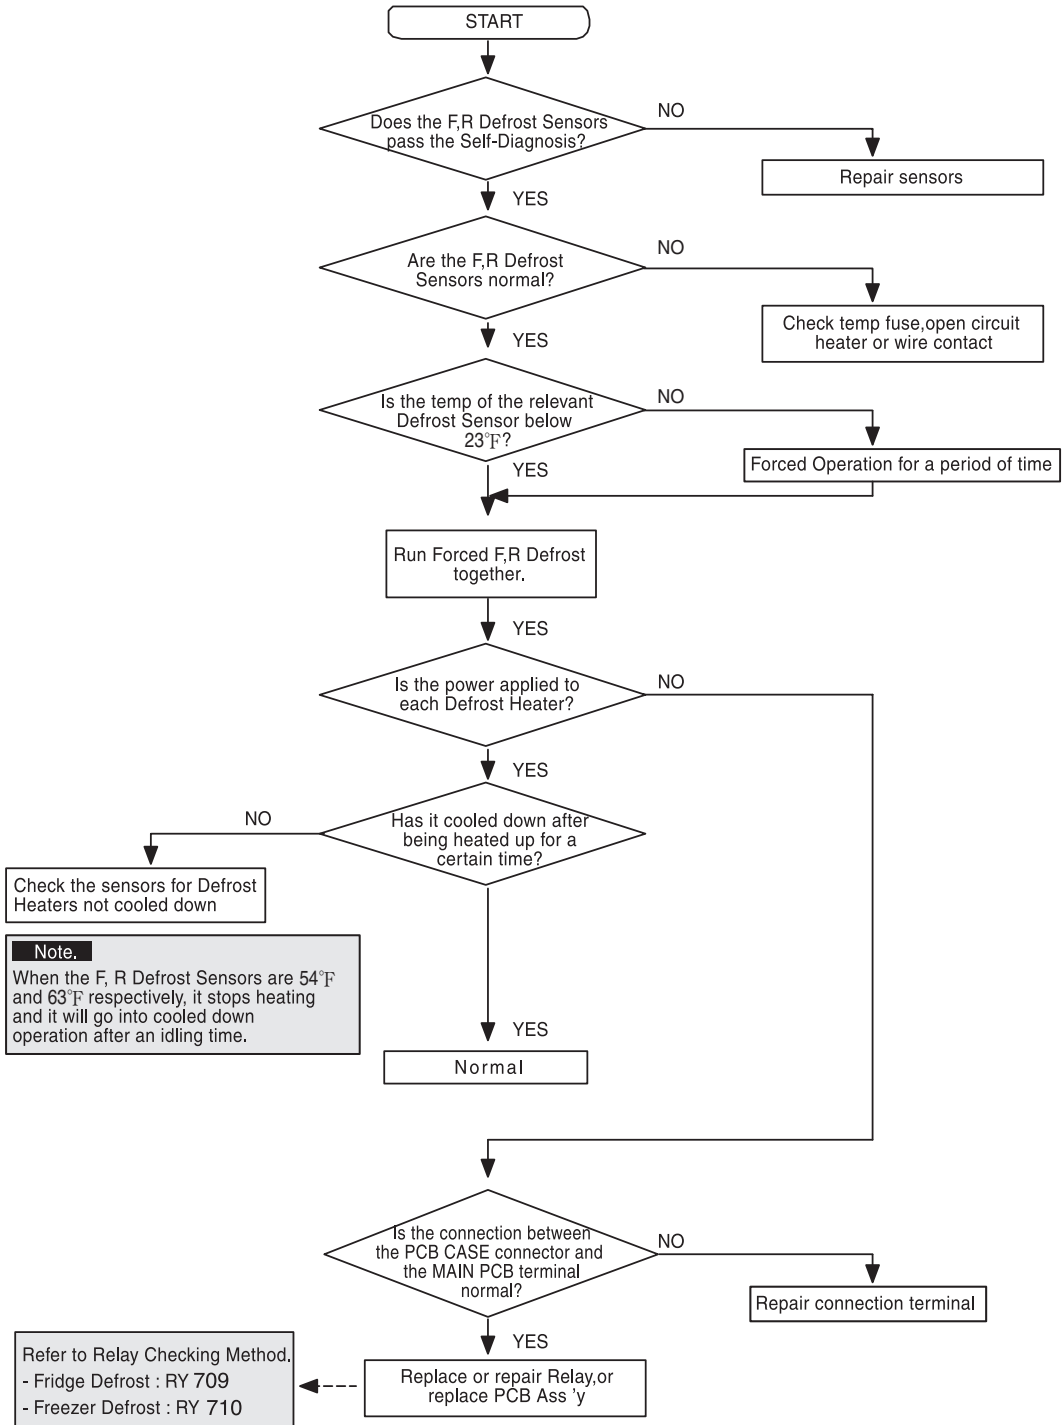 START
Does the F,R Defrost Sensors
pass the Self-Diagnosis?
NO
Repair sensors
YES
Are the F,R Defrost
Sensors normal?
NO
Check temp fuse,open circuit
heater or wire contact
YES
Is the temp of the relevant
Defrost Sensor below
23°F?
NO
Forced Operation for a period of time
YES
Run Forced F,R Defrost
together.
YES
Is the power applied to
each Defrost Heater?
NO
YES
Has it cooled down after
being heated up for a
certain time?
NO
Check the sensors for Defrost
Heaters not cooled down
Note.
When the F, R Defrost Sensors are 54°F
and 63°F respectively, it stops heating
and it will go into cooled down
operation after an idling time.
YES
Normal
Is the connection between
the PCB CASE connector and
the MAIN PCB terminal
normal?
NO
Repair connection terminal
YES
Replace or repair Relay,or
replace PCB Ass 'y
Refer to Relay Checking Method.
- Fridge Defrost : RY 709
- Freezer Defrost : RY 710